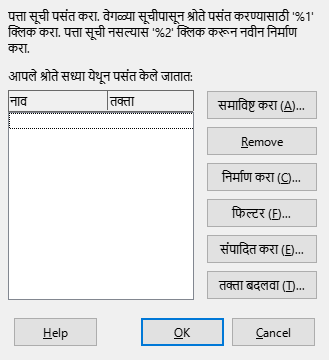 पत्ता सूची पसंत करा. वेगळ्या सूचीपासून श्रोते पसंत करण्यासाठी '%1'
क्लिक करा. पत्ता सूची नसल्यास '%2' क्लिक करून नवीन निर्माण
करा.
आपले श्रोते सध्या येथून पसंत केले जातात:
नाव तक्ता
समाविष्ट करा (A)...
Remove
निर्माण करा (C)...
फिल्टर (F)...
संपादित करा (E)...
तक्ता बदलवा (T)...
Help OK Cancel